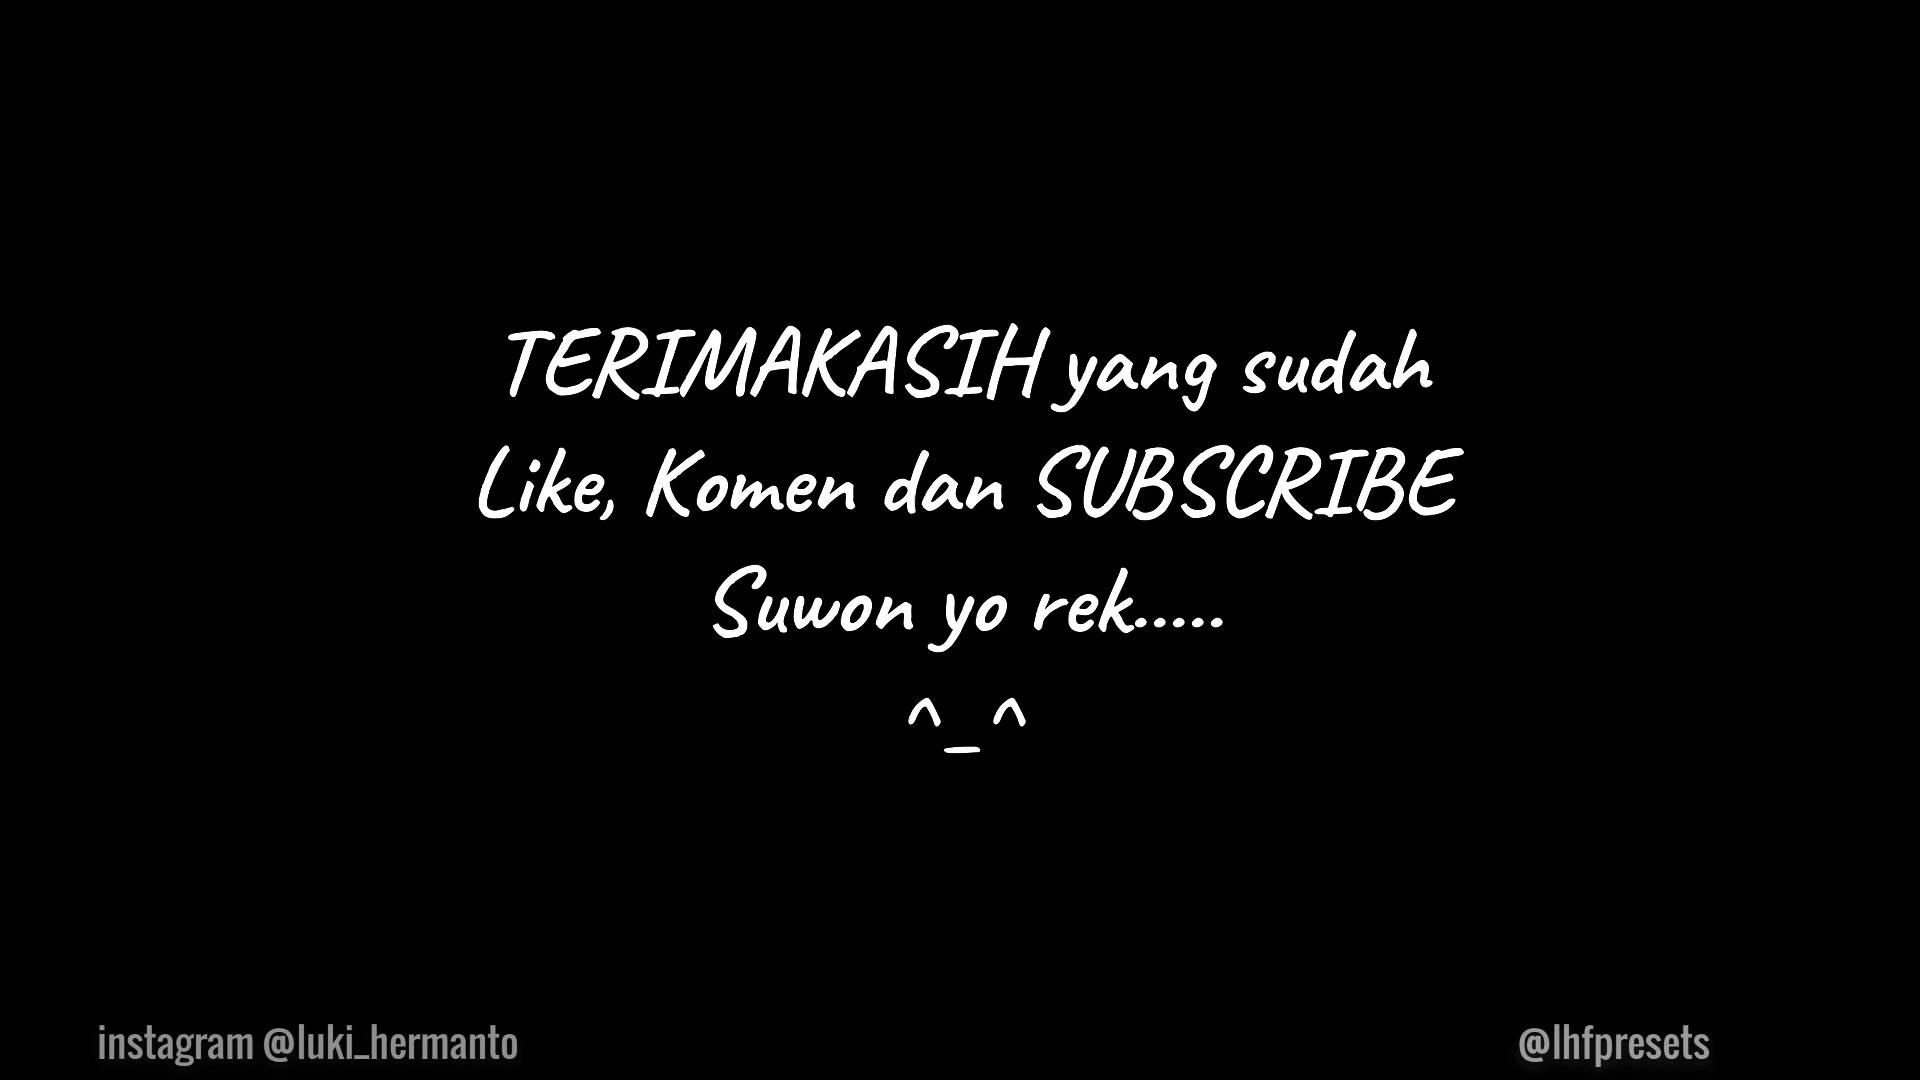 TERIMAKASIH yang sudah
Like, Komen dan SUBSCRIBE
Suwon yo rek.....
^_^
instagram @luki_hermanto
@lhfpresets